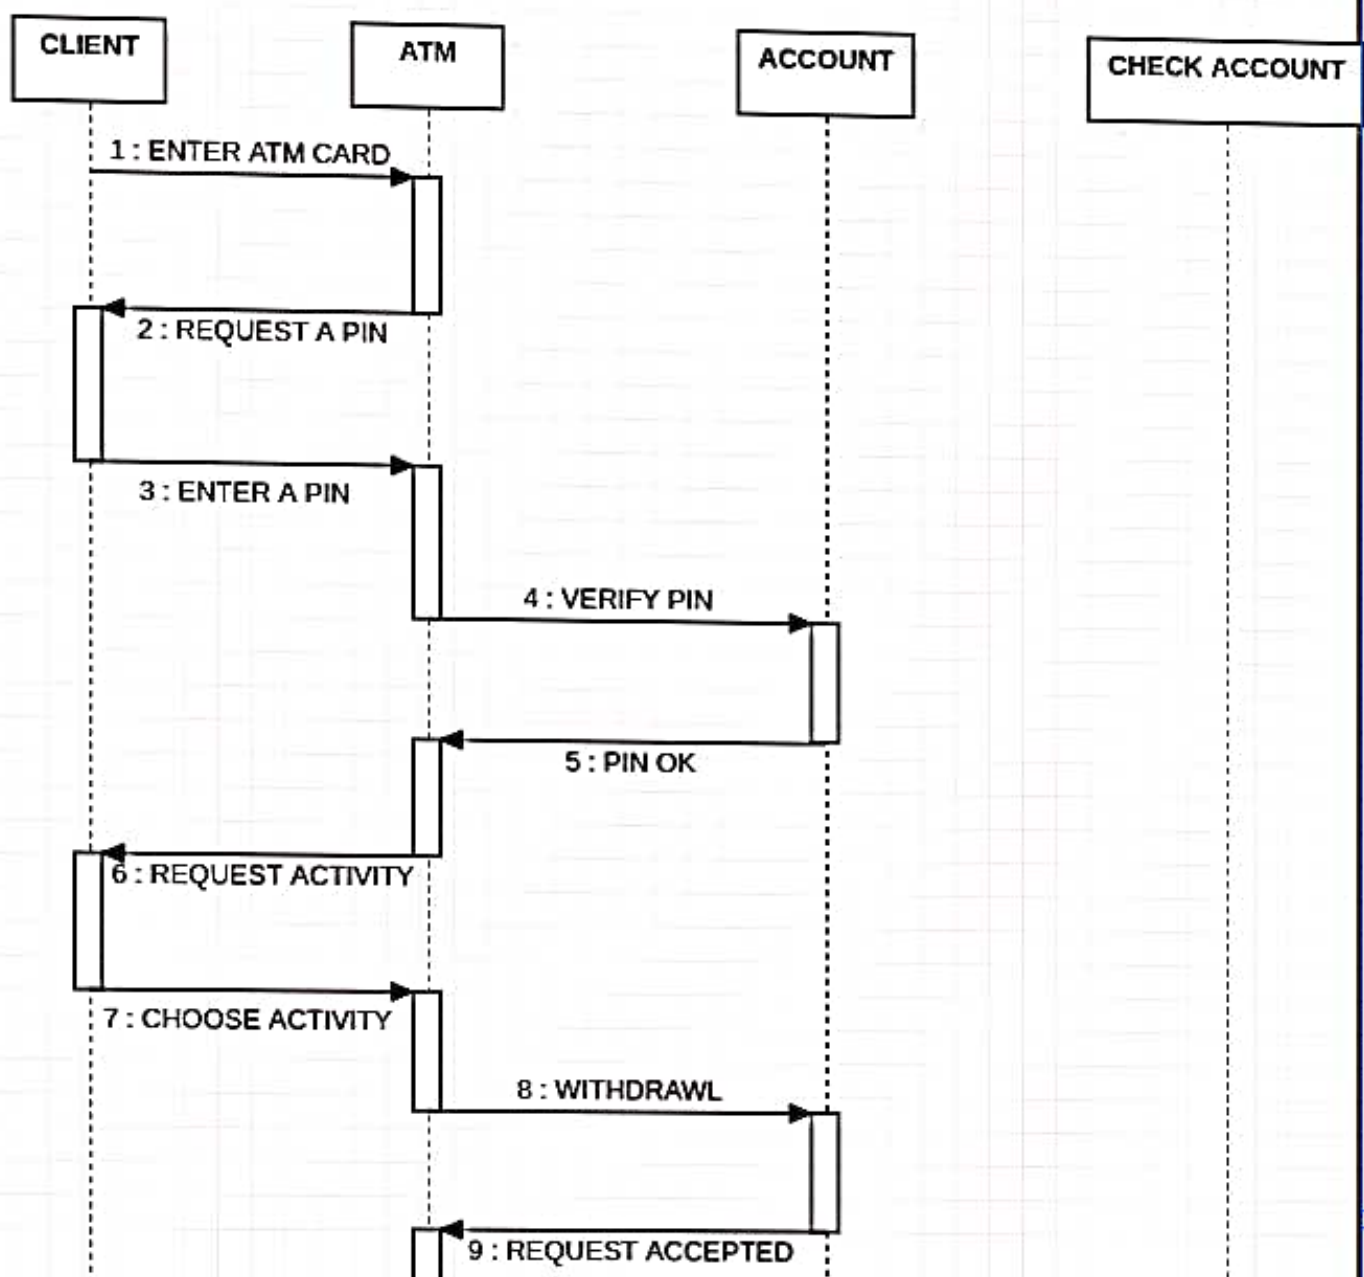 CLIENT
ATM
ACCOUNT
CHECK ACCOUNT
1 : ENTER ATM CARD
2 : REQUEST A PIN
3 : ENTER A PIN
4 : VERIFY PIN
5 : PIN OK
6 : REQUEST ACTIVITY
7 : CHOOSE ACTIVITY
8 : WITHDRAWL
9 : REQUEST ACCEPTED